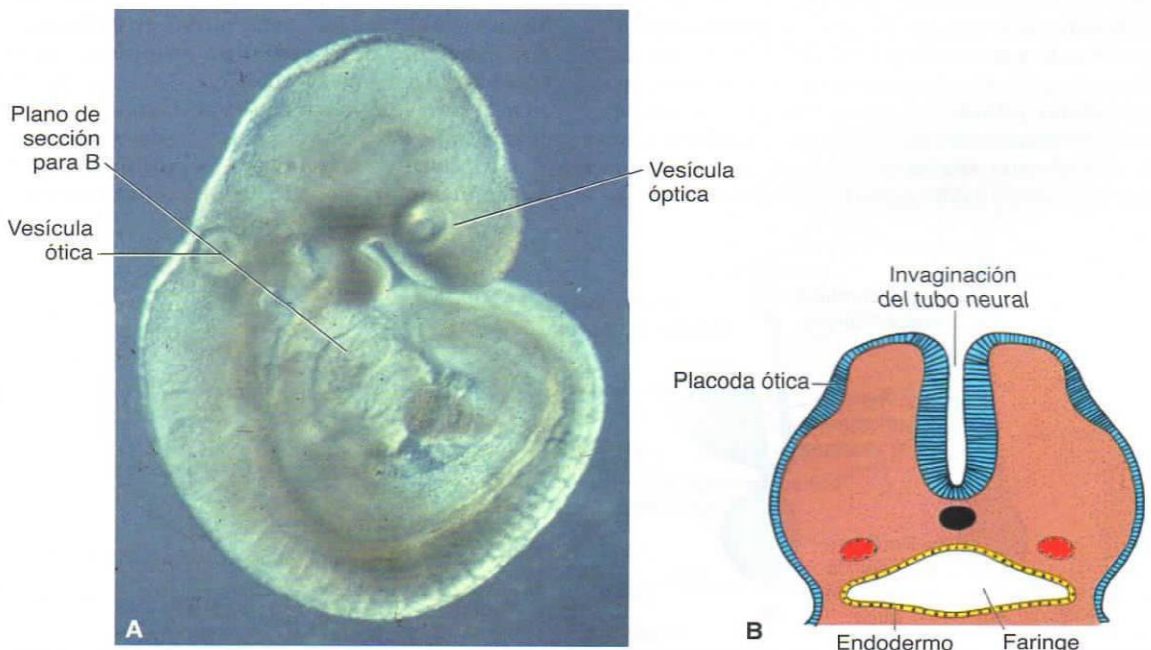 Plano de
sección
para B
Vesícula
ótica
Vesícula
óptica
A
Invaginación
del tubo neural
Placoda ótica
B
Endodermo
Faringe